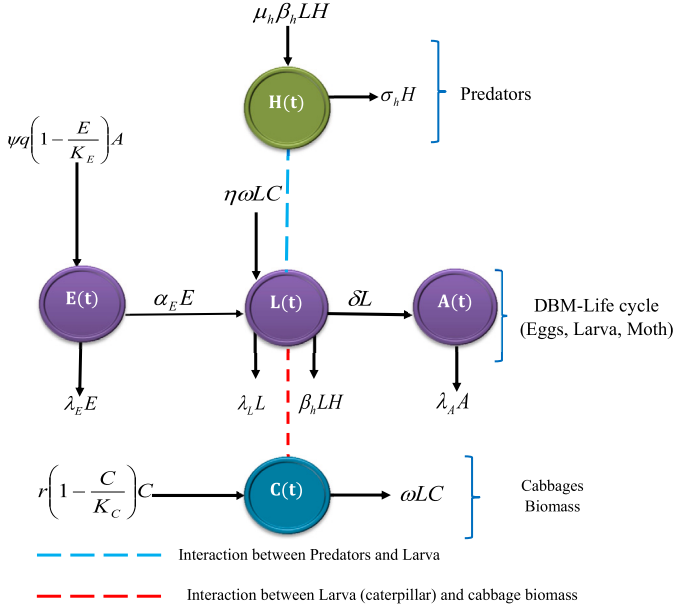 μ_h β_h LH
H(t)
σ_h H
Predators
ψq(1 − E/K_E)A
ηωLC
E(t)
α_E E
L(t)
δL
A(t)
DBM-Life cycle
(Eggs, Larva, Moth)
λ_E E
λ_L L
β_h LH
λ_A A
r(1 − C/K_C)C
C(t)
ωLC
Cabbages
Biomass
Interaction between Predators and Larva
Interaction between Larva (caterpillar) and cabbage biomass